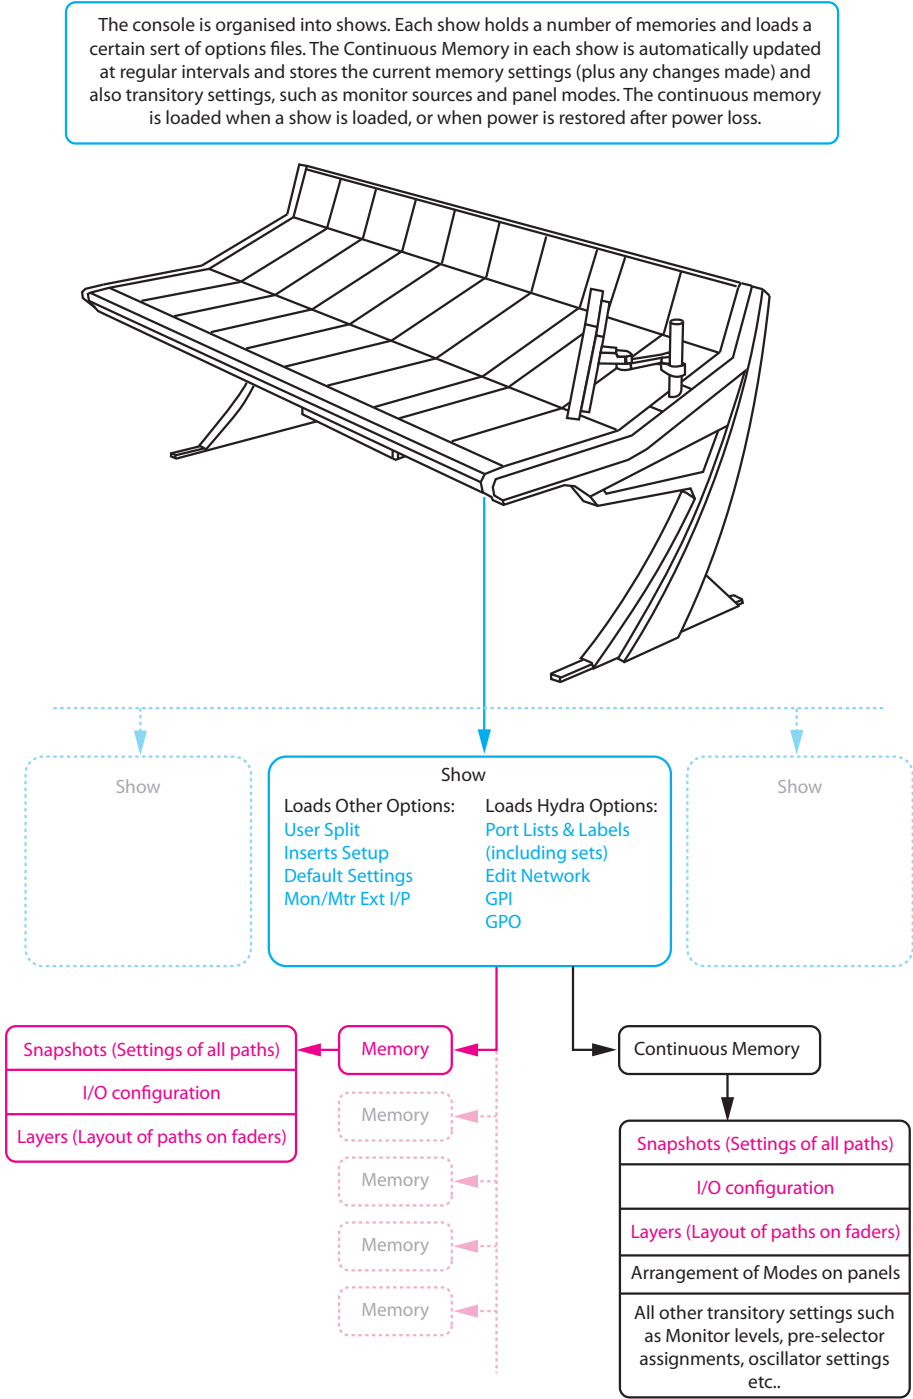 The console is organised into shows. Each show holds a number of memories and loads a
certain sert of options files. The Continuous Memory in each show is automatically updated
at regular intervals and stores the current memory settings (plus any changes made) and
also transitory settings, such as monitor sources and panel modes. The continuous memory
is loaded when a show is loaded, or when power is restored after power loss.
Show
Show
Loads Other Options:
User Split
Inserts Setup
Default Settings
Mon/Mtr Ext I/P
Loads Hydra Options:
Port Lists & Labels
(including sets)
Edit Network
GPI
GPO
Show
Snapshots (Settings of all paths)
I/O configuration
Layers (Layout of paths on faders)
Memory
Memory
Memory
Memory
Memory
Continuous Memory
Snapshots (Settings of all paths)
I/O configuration
Layers (Layout of paths on faders)
Arrangement of Modes on panels
All other transitory settings such
as Monitor levels, pre-selector
assignments, oscillator settings
etc..